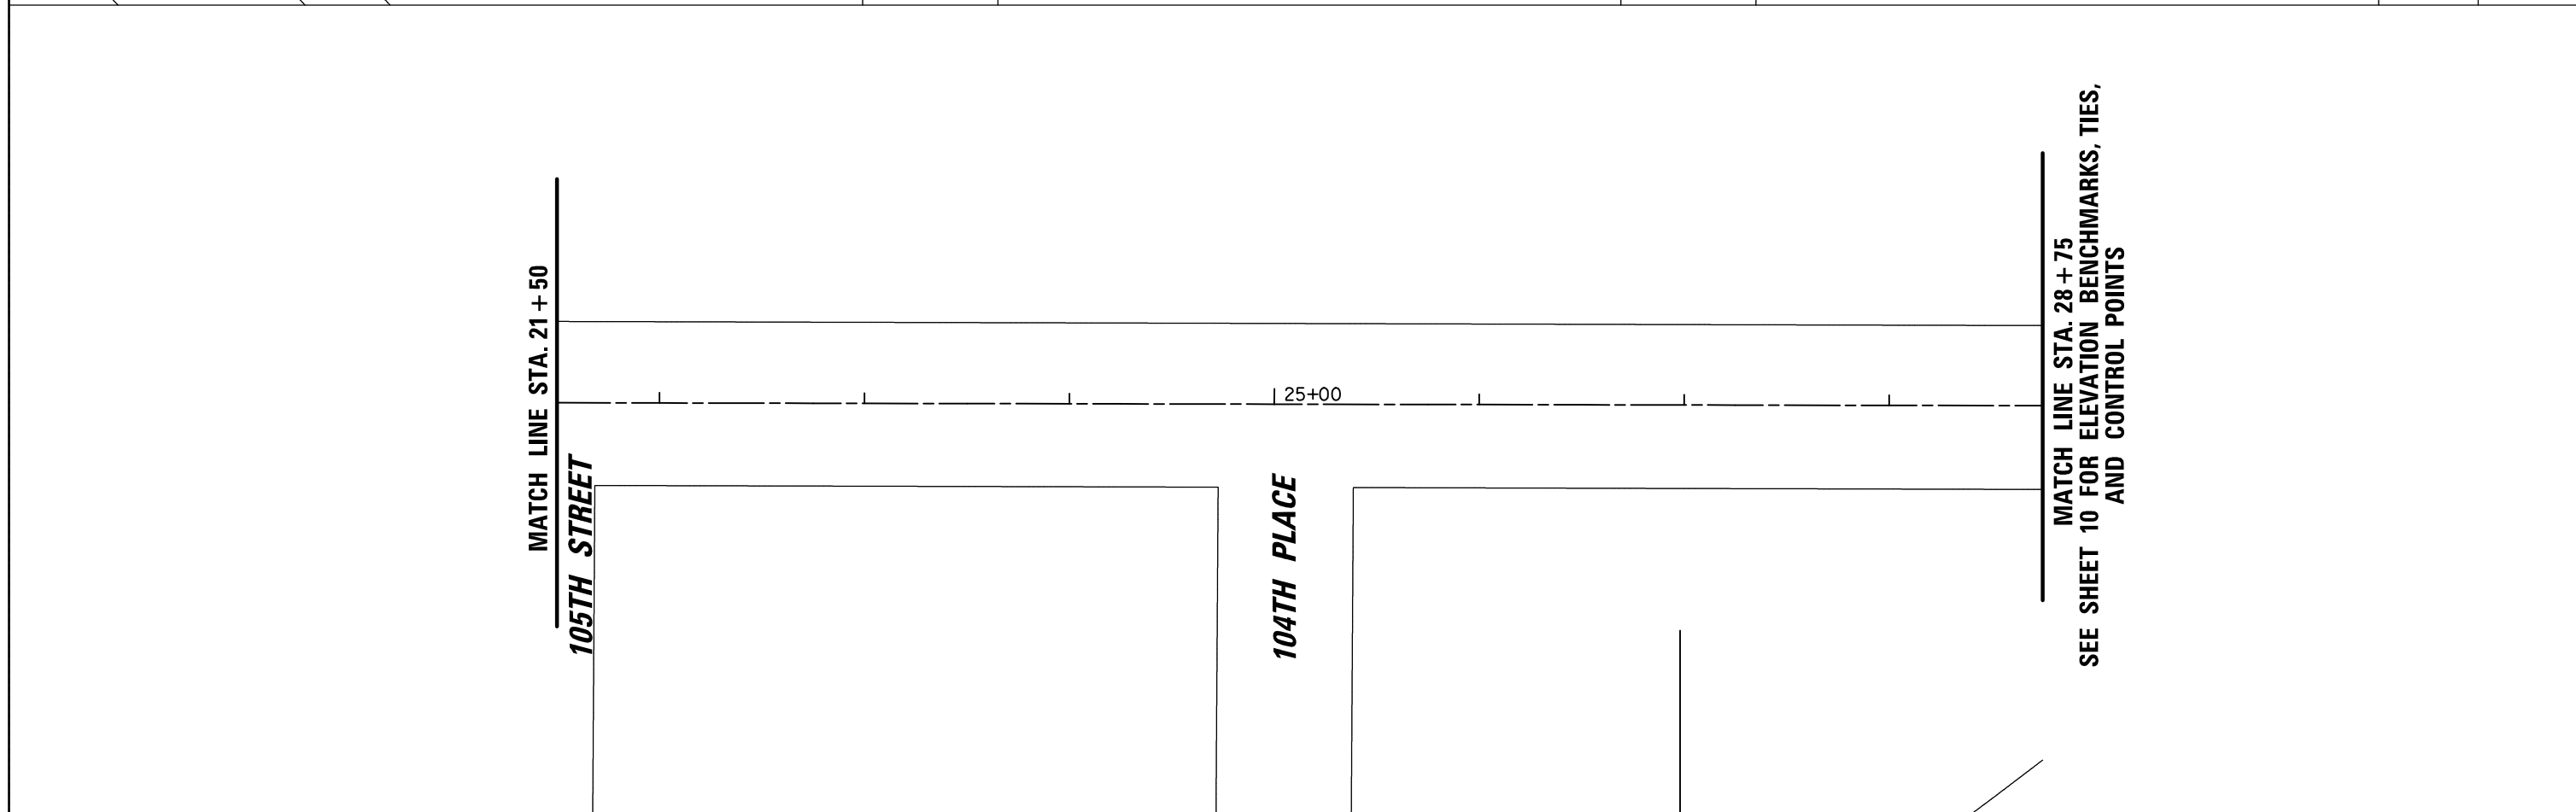 MATCH LINE STA. 21+50
105TH STREET
25+00
104TH PLACE
MATCH LINE STA. 28+75
SEE SHEET 10 FOR ELEVATION BENCHMARKS, TIES,
AND CONTROL POINTS